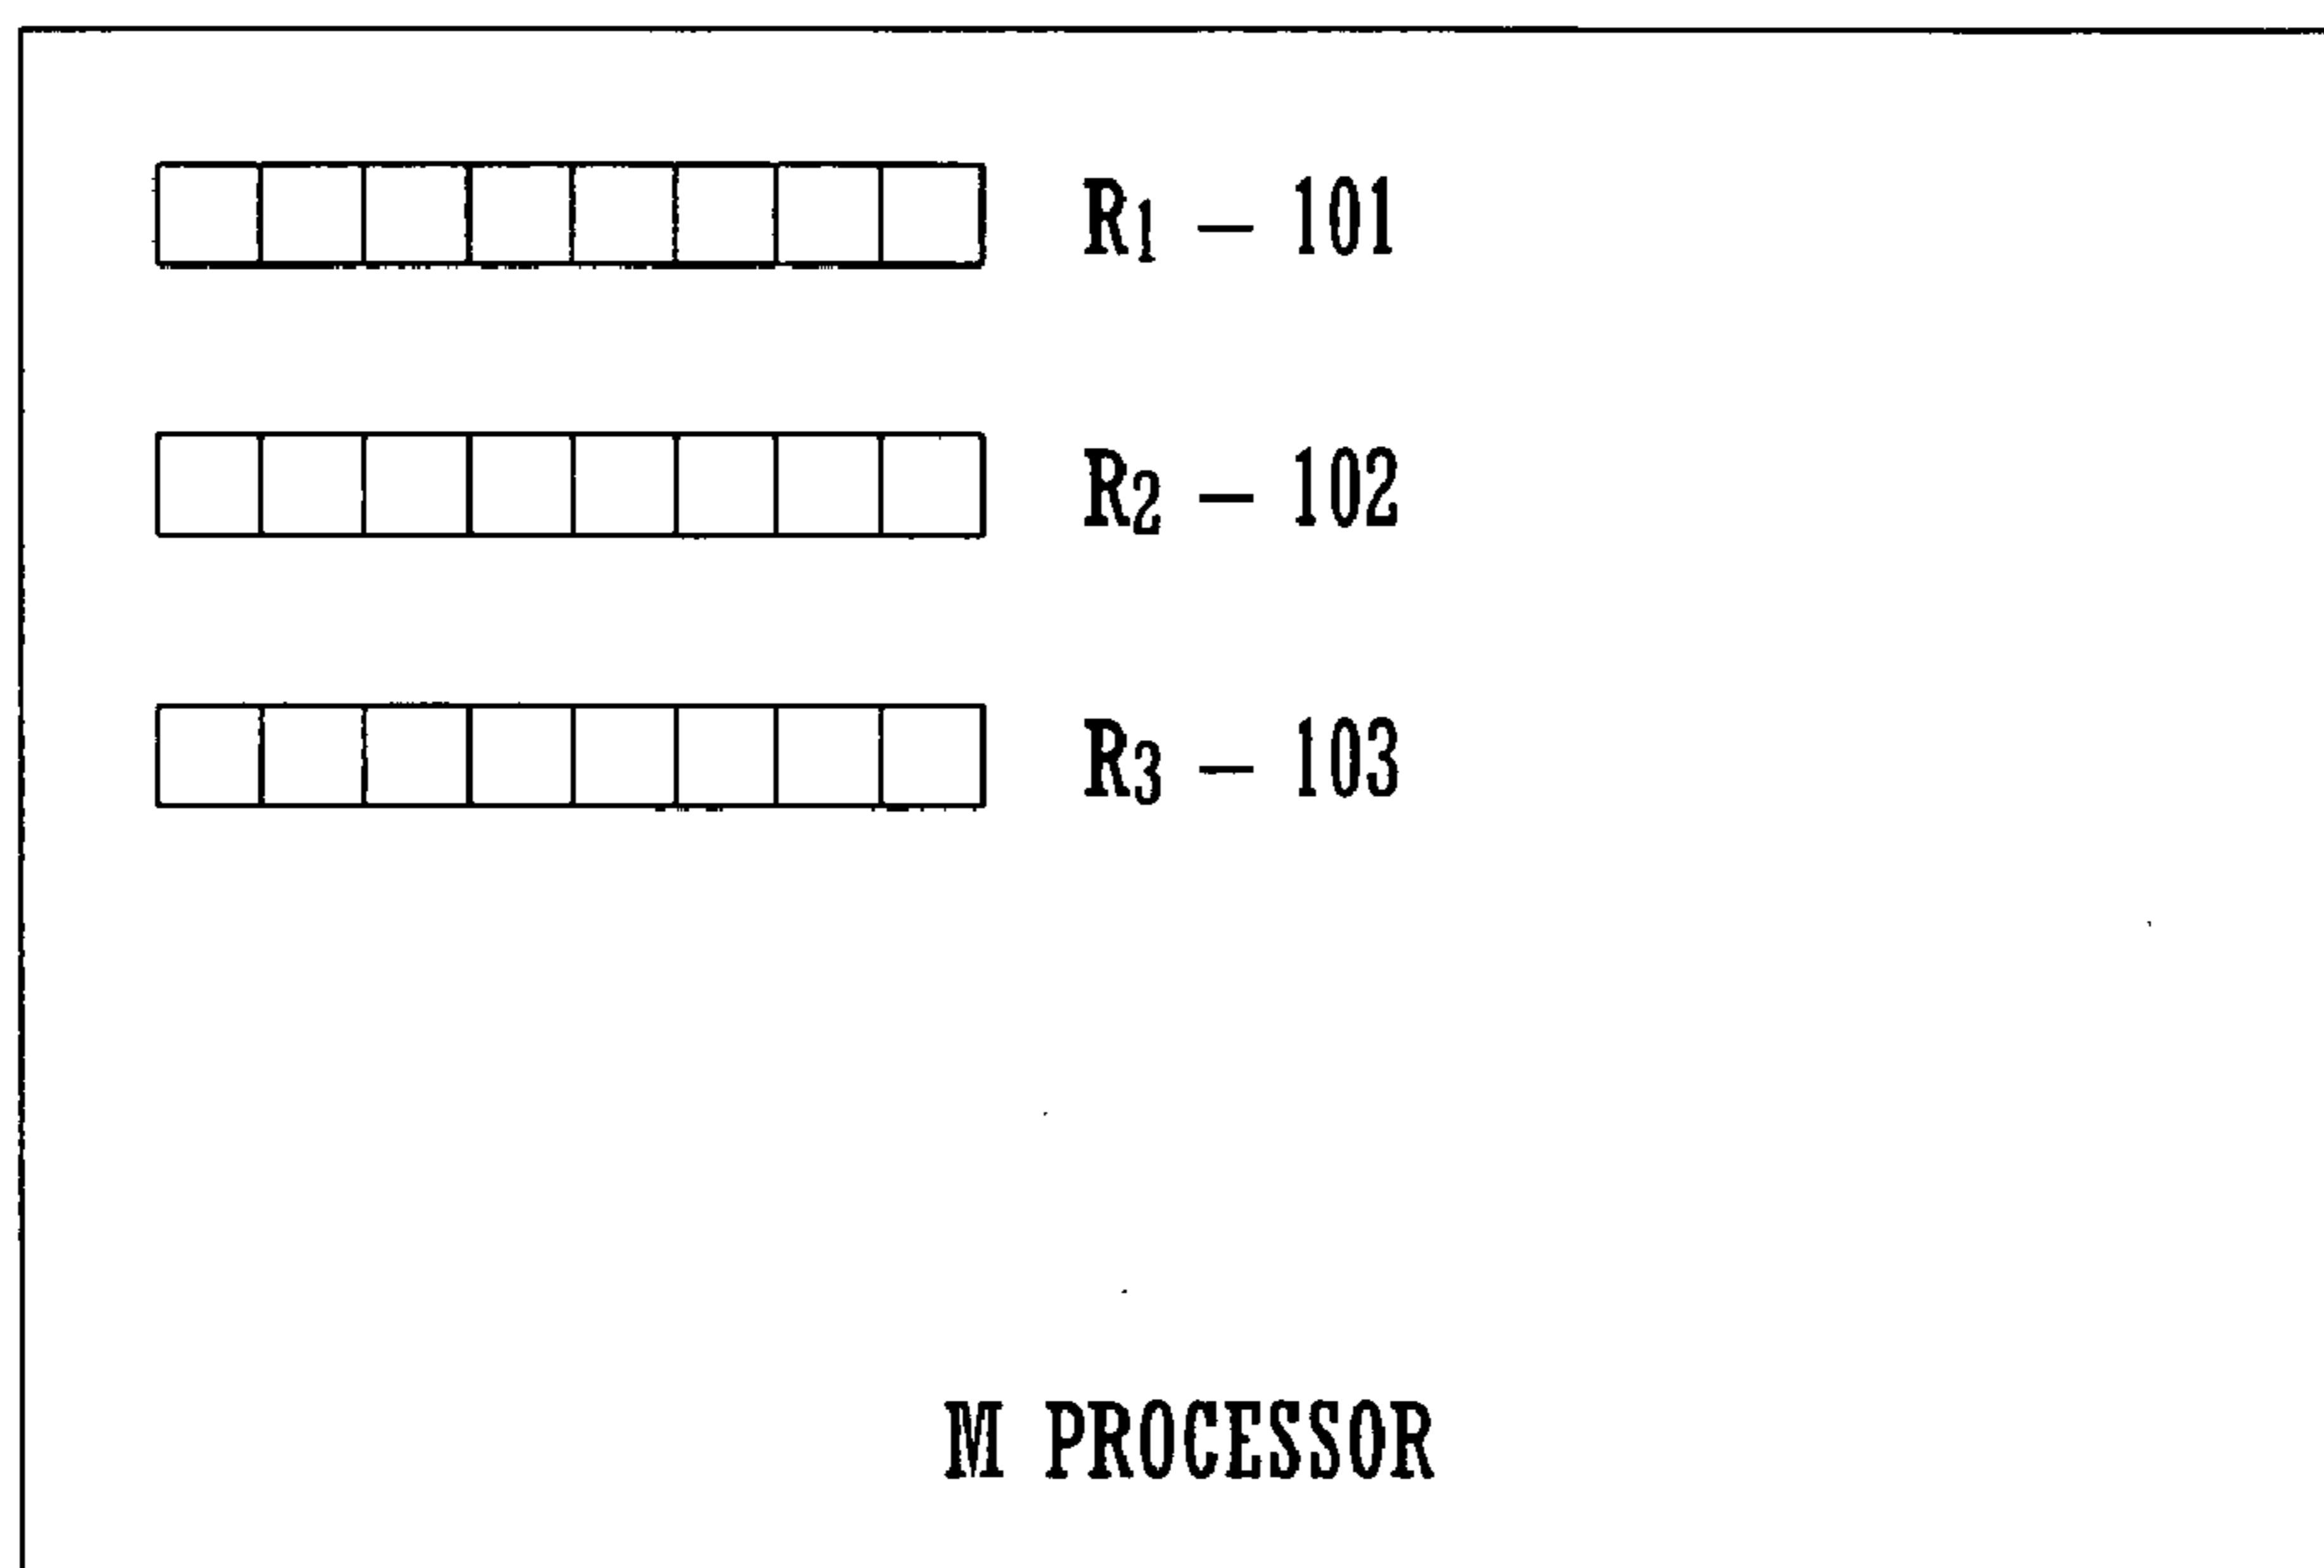 R1 – 101
R2 – 102
R3 – 103
M PROCESSOR